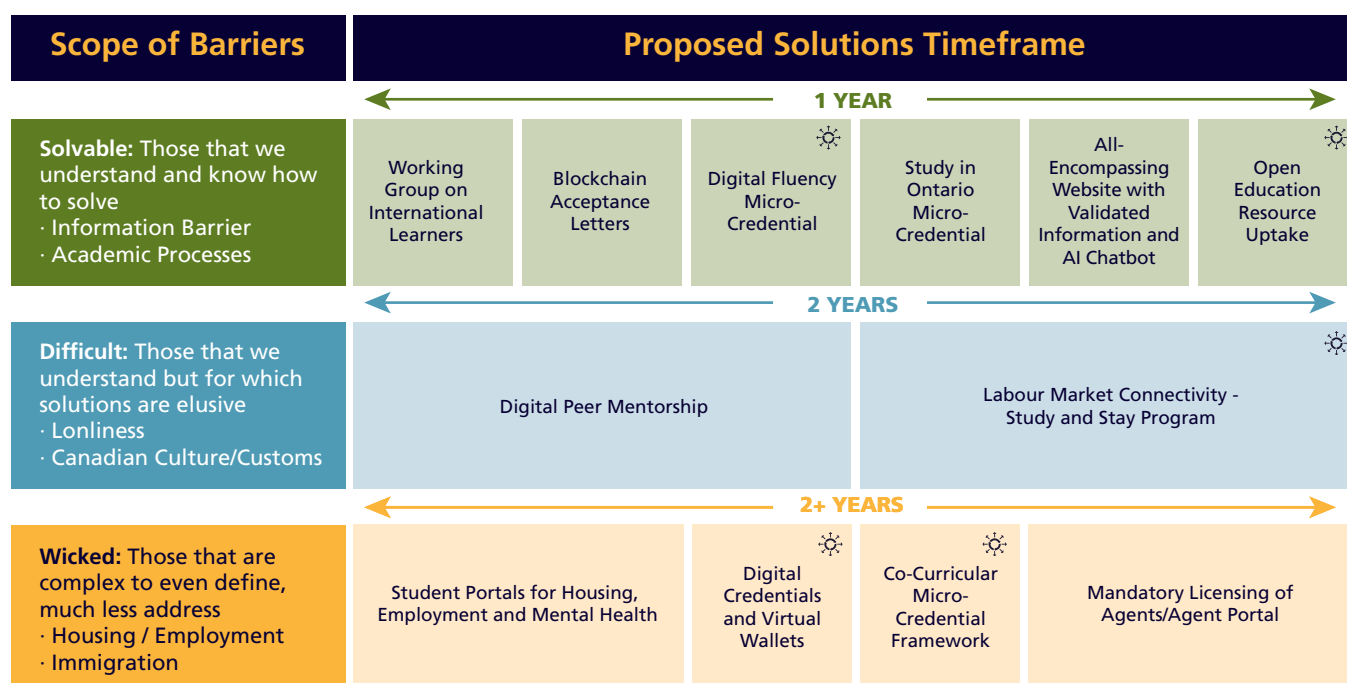 Scope of Barriers
Proposed Solutions Timeframe
1 YEAR
Solvable: Those that we
understand and know how
to solve
· Information Barrier
· Academic Processes
Working
Group on
International
Learners
Blockchain
Acceptance
Letters
Digital Fluency
Micro-
Credential
Study in
Ontario
Micro-
Credential
All-
Encompassing
Website with
Validated
Information and
AI Chatbot
Open
Education
Resource
Uptake
2 YEARS
Difficult: Those that we
understand but for which
solutions are elusive
· Lonliness
· Canadian Culture/Customs
Digital Peer Mentorship
Labour Market Connectivity -
Study and Stay Program
2+ YEARS
Wicked: Those that are
complex to even define,
much less address
· Housing / Employment
· Immigration
Student Portals for Housing,
Employment and Mental Health
Digital
Credentials
and Virtual
Wallets
Co-Curricular
Micro-
Credential
Framework
Mandatory Licensing of
Agents/Agent Portal